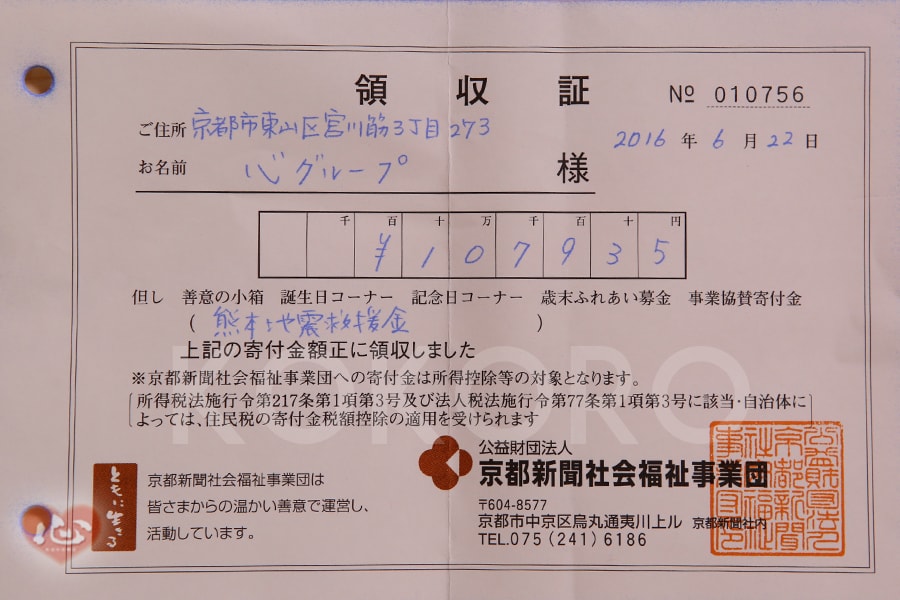 領収証
№ 010756
ご住所 京都市東山区宮川筋3丁目273
2016年6月22日
お名前 心グループ 様
千 百 十 万 千 百 十 円
¥ 1 0 7 9 3 5
但し 善意の小箱 誕生日コーナー 記念日コーナー 歳末ふれあい募金 事業協賛寄付金
( 熊本地震救援金 )
上記の寄付金額正に領収しました
KOKORO
※京都新聞社会福祉事業団への寄付金は所得控除等の対象となります。
所得税法施行令第217条第1項第3号及び法人税法施行令第77条第1項第3号に該当・自治体に
よっては、住民税の寄付金税額控除の適用を受けられます
ともに生きる
京都新聞社会福祉事業団は
皆さまからの温かい善意で運営し、
活動しています。
公益財団法人
京都新聞社会福祉事業団
〒604-8577
京都市中京区烏丸通夷川上ル 京都新聞社内
TEL.075(241)6186
心